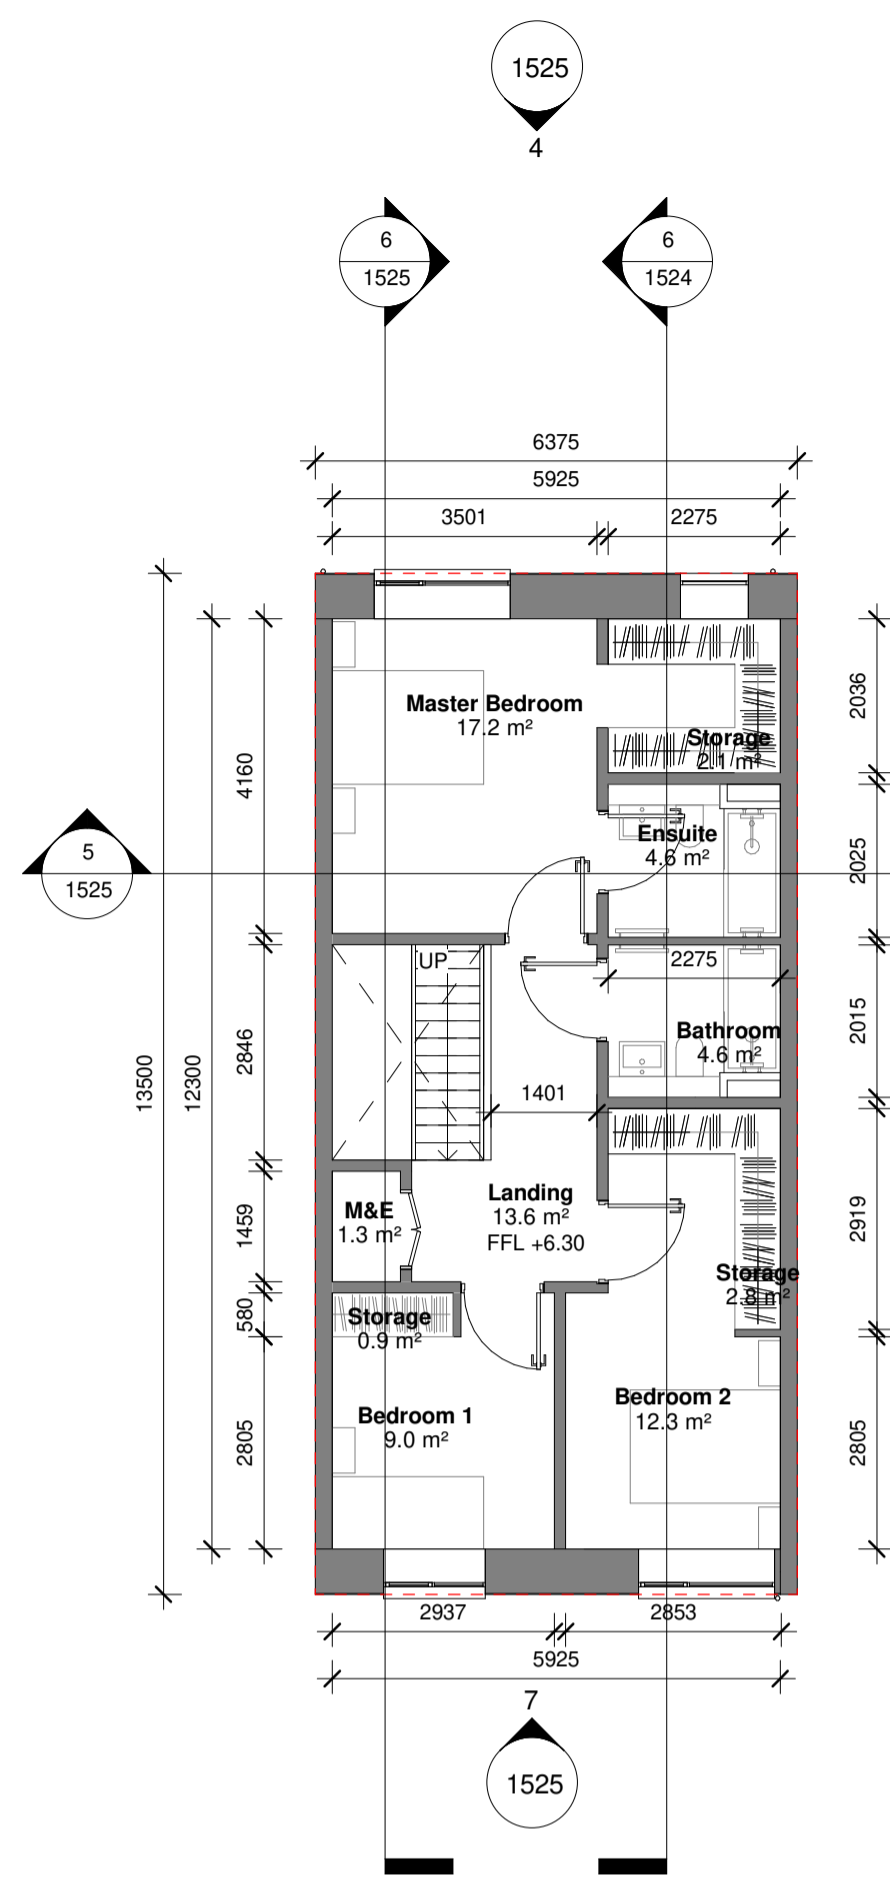 1525
4
6
1525
6
1524
6375
5925
3501
2275
Master Bedroom
17.2 m²
Storage
2.1 m²
2036
4160
Ensuite
4.6 m²
2025
5
1525
UP
2275
Bathroom
4.6 m²
2015
2846
13500
12300
1401
M&E
1.3 m²
Landing
13.6 m²
FFL +6.30
1459
2919
Storage
2.8 m²
580
Storage
0.9 m²
Bedroom 1
9.0 m²
Bedroom 2
12.3 m²
2805
2805
2937
2853
5925
7
1525